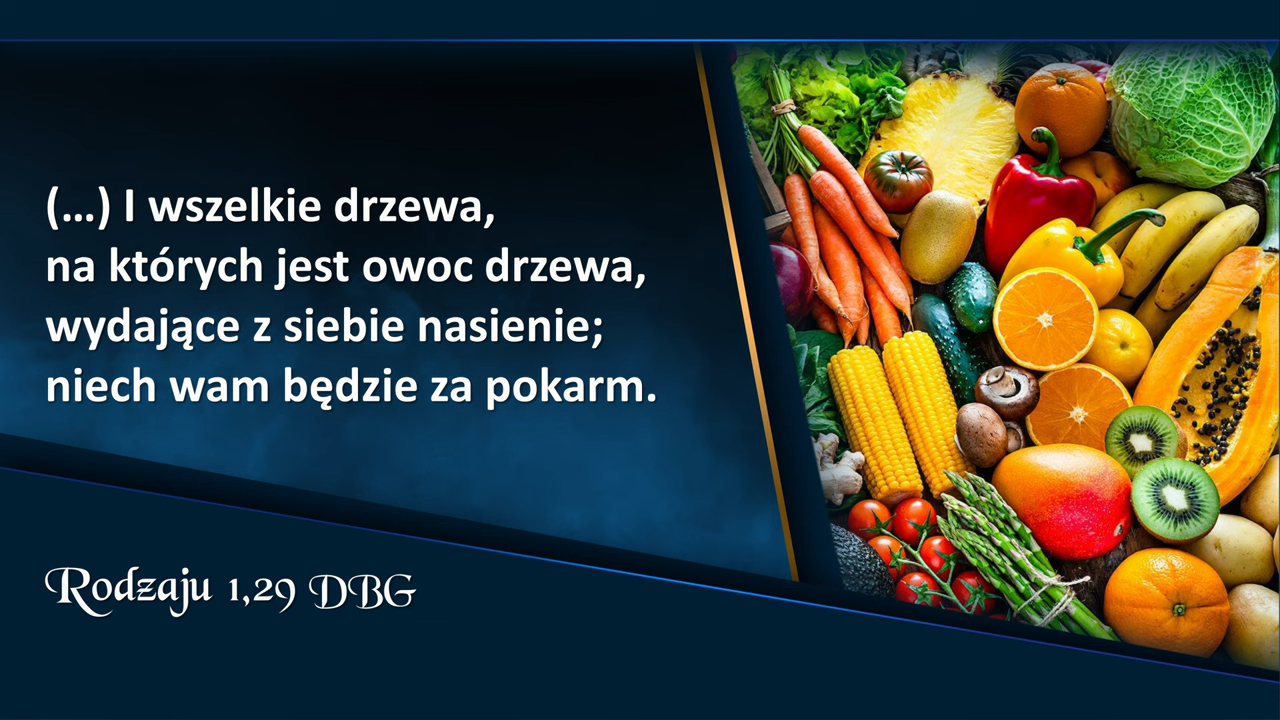 (…) I wszelkie drzewa,
na których jest owoc drzewa,
wydające z siebie nasienie;
niech wam będzie za pokarm.
Rodzaju 1,29 DBG